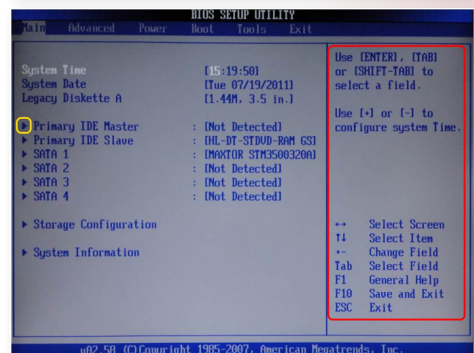 BIOS SETUP UTILITY
Main Advanced Power Boot Tools Exit
System Time [15:19:50]
System Date [Tue 07/19/2011]
Legacy Diskette A [1.44M, 3.5 in.]
Primary IDE Master : [Not Detected]
Primary IDE Slave : [HL-DT-STDVD-RAM GS]
SATA 1 : [MAXTOR STM3500320A]
SATA 2 : [Not Detected]
SATA 3 : [Not Detected]
SATA 4 : [Not Detected]
Storage Configuration
System Information
Use [ENTER], [TAB]
or [SHIFT-TAB] to
select a field.
Use [+] or [-] to
configure system Time.
↔ Select Screen
↑↓ Select Item
+- Change Field
Tab Select Field
F1 General Help
F10 Save and Exit
ESC Exit
v02.58 (C)Copyright 1985-2007, American Megatrends, Inc.